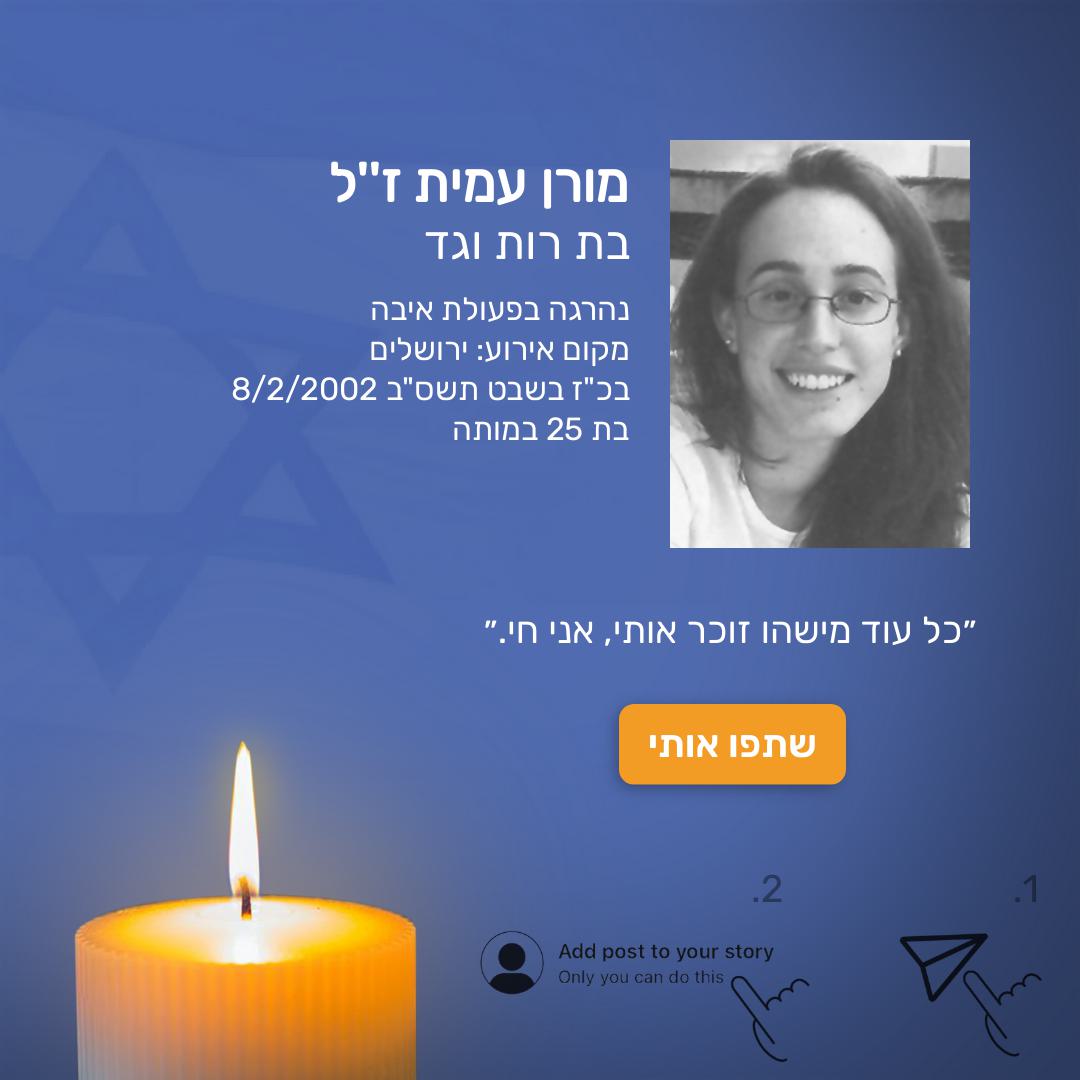 מורן עמית ז"ל
בת רות וגד
נהרגה בפעולת איבה
מקום אירוע: ירושלים
בכ"ז בשבט תשס"ב 8/2/2002
בת 25 במותה
״כל עוד מישהו זוכר אותי, אני חי.״
שתפו אותי
1.
2.
Add post to your story
Only you can do this